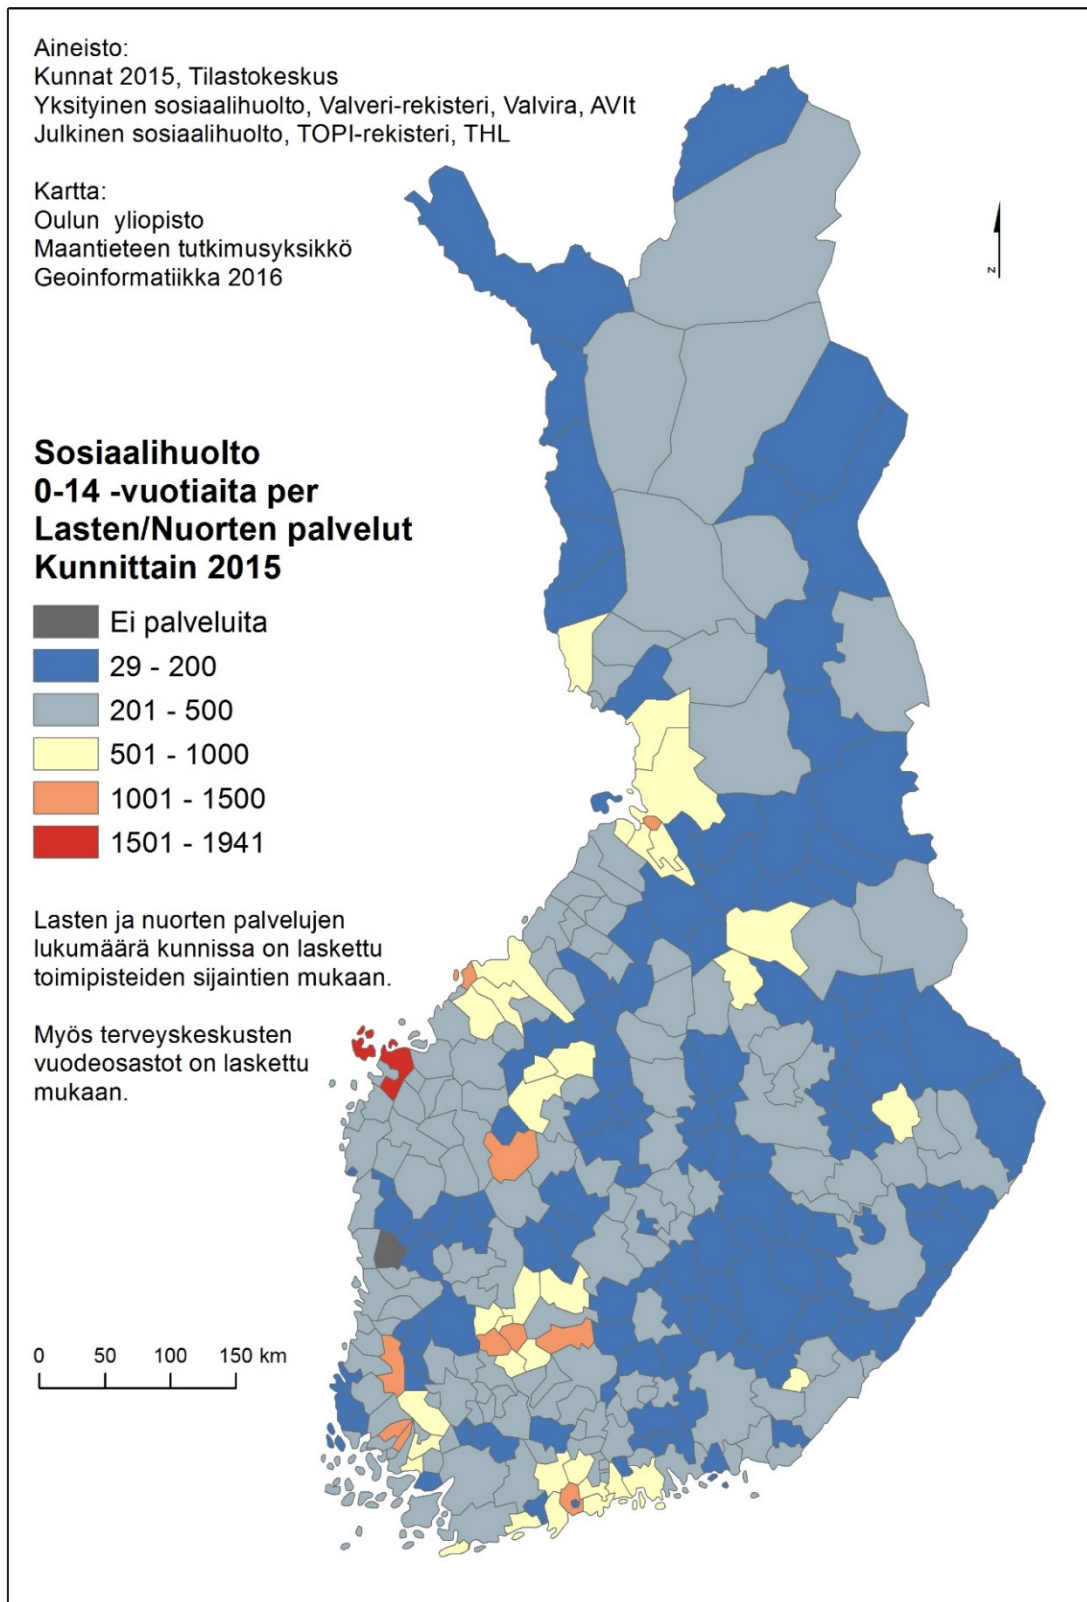 Aineisto:
Kunnat 2015, Tilastokeskus
Yksityinen sosiaalihuolto, Valveri-rekisteri, Valvira, AVIt
Julkinen sosiaalihuolto, TOPI-rekisteri, THL
Kartta:
Oulun yliopisto
Maantieteen tutkimusyksikkö
Geoinformatiikka 2016
N
Sosiaalihuolto
0-14 -vuotiaita per
Lasten/Nuorten palvelut
Kunnittain 2015
Ei palveluita
29 - 200
201 - 500
501 - 1000
1001 - 1500
1501 - 1941
Lasten ja nuorten palvelujen
lukumäärä kunnissa on laskettu
toimipisteiden sijaintien mukaan.
Myös terveyskeskusten
vuodeosastot on laskettu
mukaan.
0 50 100 150 km